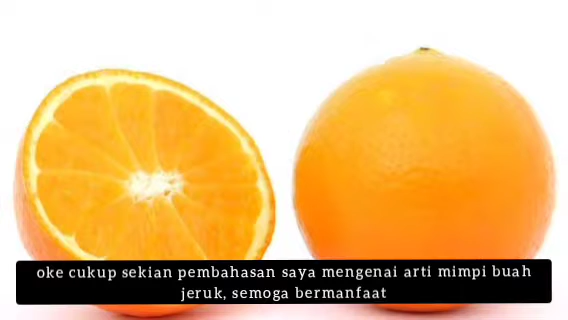 oke cukup sekian pembahasan saya mengenai arti mimpi buah
jeruk, semoga bermanfaat